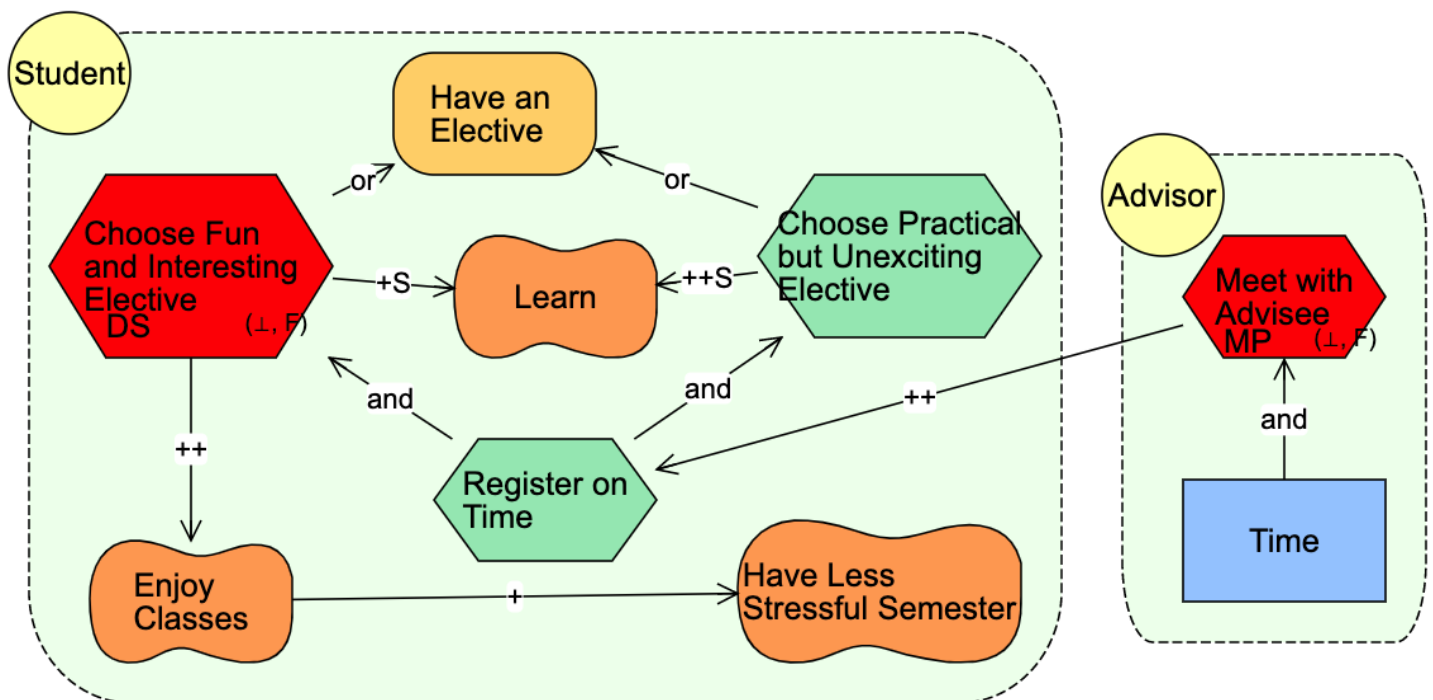 Student
Have an
Elective
or
or
Advisor
Choose Fun
and Interesting
Elective
DS
(⊥, F)
Choose Practical
but Unexciting
Elective
+S
Learn
++S
Meet with
Advisee
MP
(⊥, F)
and
and
++
and
++
Register on
Time
Time
Enjoy
Classes
+
Have Less
Stressful Semester